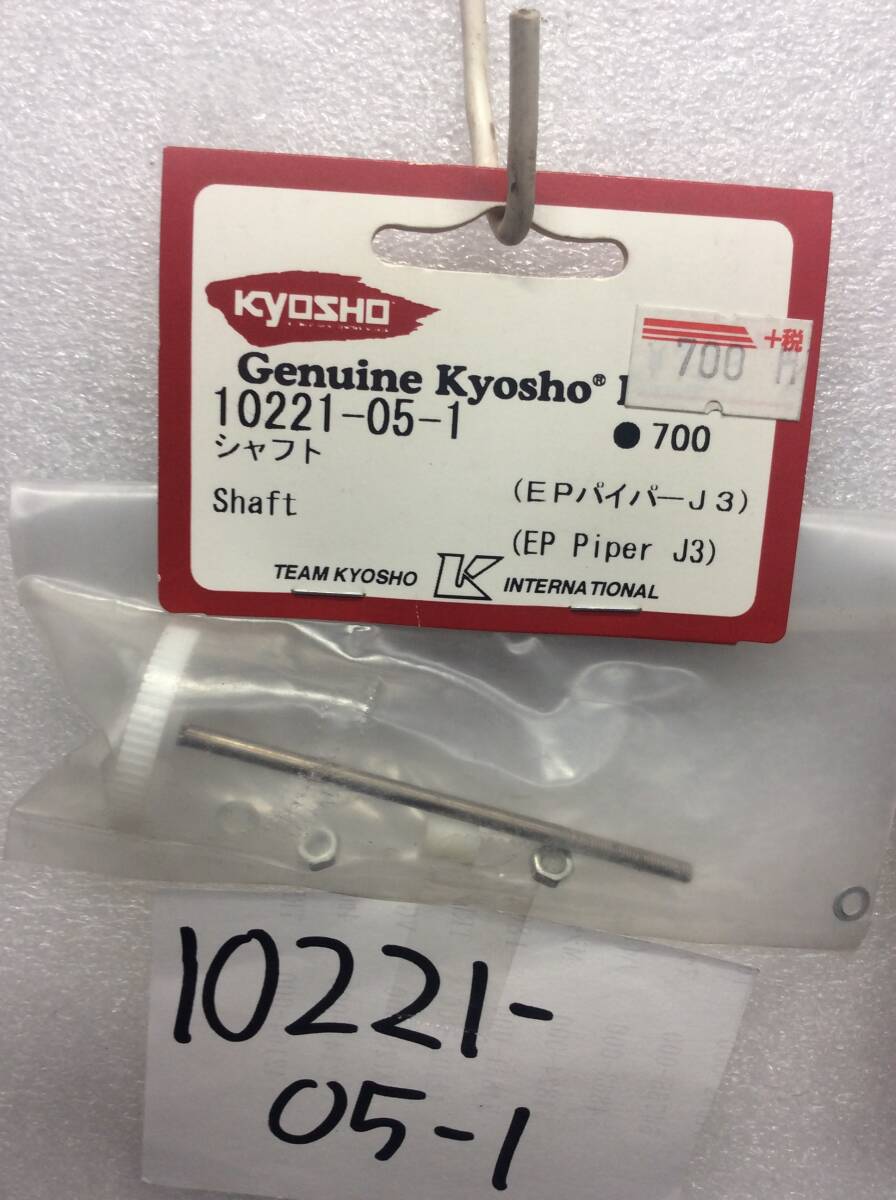 KYOSHO
Genuine Kyosho®
¥700
+税
10221-05-1
●700
シャフト
Shaft
(EPパイパーJ3)
(EP Piper J3)
TEAM KYOSHO
INTERNATIONAL
10221-
05-1